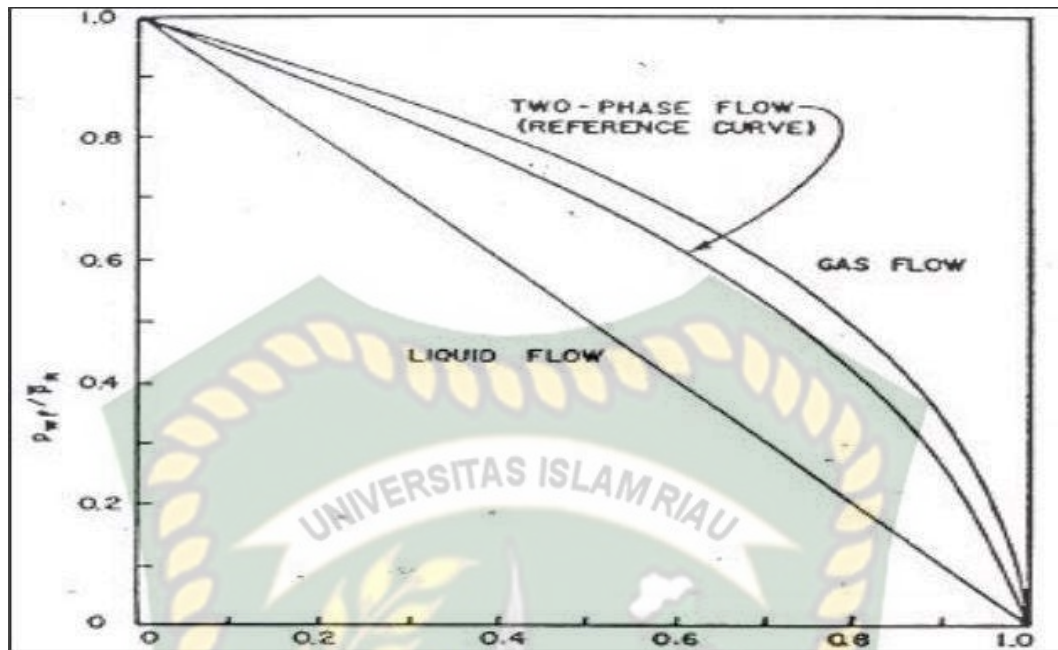 1.0
TWO-PHASE FLOW
(REFERENCE CURVE)
0.8
0.6
GAS FLOW
LIQUID FLOW
0.4
UNIVERSITAS ISLAM RIAU
0.2
0
0 0.2 0.4 0.6 0.8 1.0